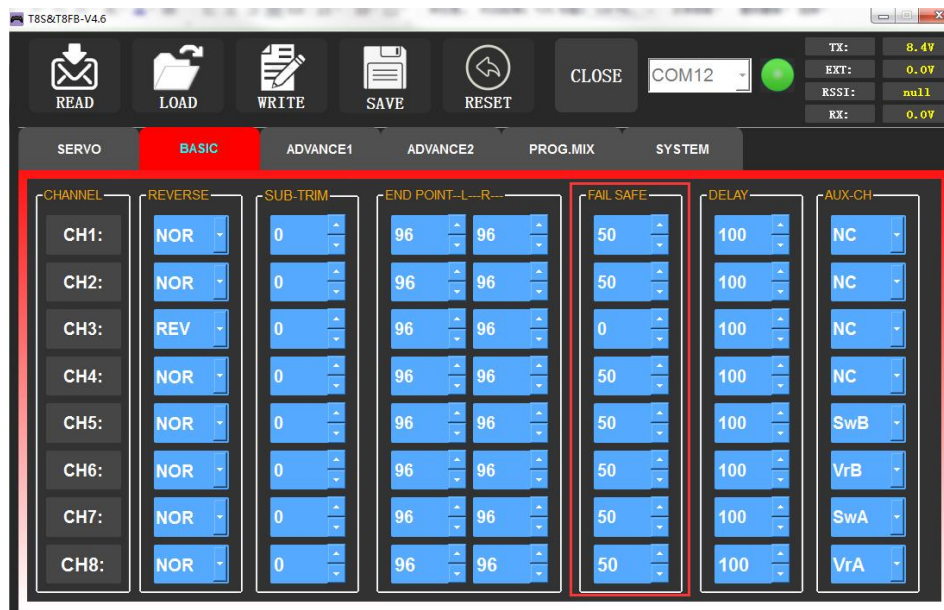 T8S&T8FB-V4.6
READ LOAD WRITE SAVE RESET CLOSE COM12
TX: 8.4V
EXT: 0.0V
RSSI: null
RX: 0.0V
SERVO BASIC ADVANCE1 ADVANCE2 PROG.MIX SYSTEM
CHANNEL REVERSE SUB-TRIM END POINT--L---R--- FAIL SAFE DELAY AUX-CH
CH1: NOR 0 96 96 50 100 NC
CH2: NOR 0 96 96 50 100 NC
CH3: REV 0 96 96 0 100 NC
CH4: NOR 0 96 96 50 100 NC
CH5: NOR 0 96 96 50 100 SwB
CH6: NOR 0 96 96 50 100 VrB
CH7: NOR 0 96 96 50 100 SwA
CH8: NOR 0 96 96 50 100 VrA